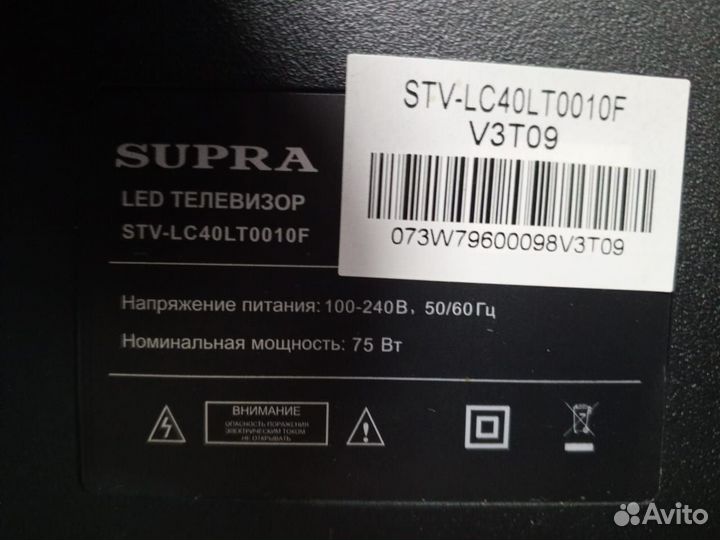 STV-LC40LT0010F
V3T09
073W79600098V3T09
SUPRA
LED ТЕЛЕВИЗОР
STV-LC40LT0010F
Напряжение питания: 100-240В, 50/60Гц
Номинальная мощность: 75 Вт
ВНИМАНИЕ
ОПАСНОСТЬ ПОРАЖЕНИЯ
ЭЛЕКТРИЧЕСКИМ ТОКОМ
НЕ ОТКРЫВАТЬ
Avito